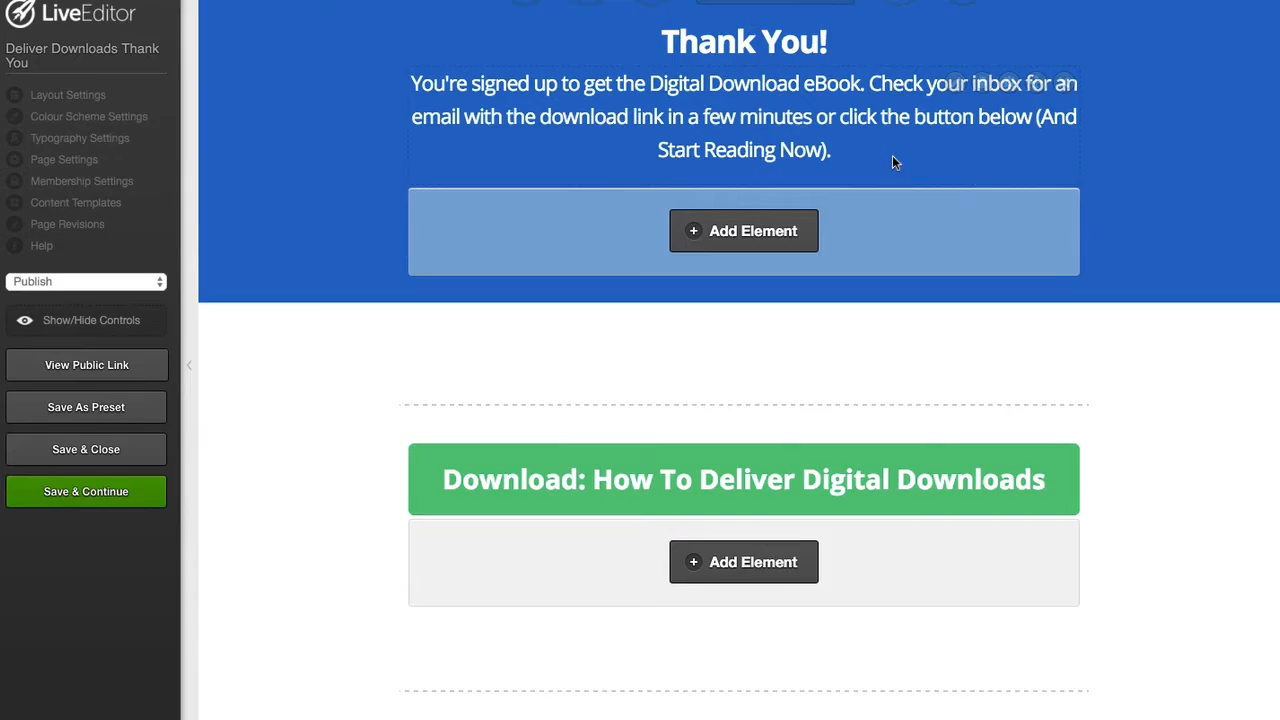 LiveEditor
Deliver Downloads Thank
You
Layout Settings
Colour Scheme Settings
Typography Settings
Page Settings
Membership Settings
Content Templates
Page Revisions
Help
Publish
Show/Hide Controls
View Public Link
Save As Preset
Save & Close
Save & Continue
Thank You!
You're signed up to get the Digital Download eBook. Check your inbox for an
email with the download link in a few minutes or click the button below (And
Start Reading Now).
+ Add Element
Download: How To Deliver Digital Downloads
+ Add Element